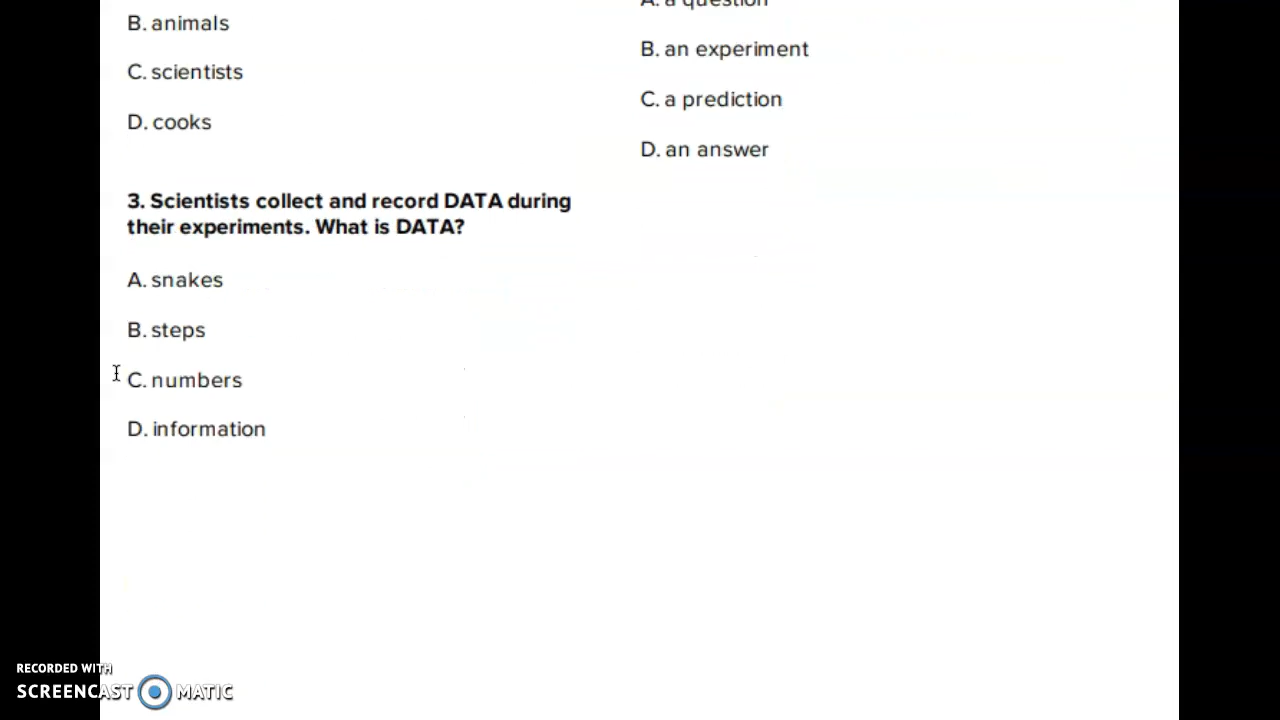 B. animals
C. scientists
D. cooks
3. Scientists collect and record DATA during
their experiments. What is DATA?
A. snakes
B. steps
C. numbers
D. information
A. a question
B. an experiment
C. a prediction
D. an answer
RECORDED WITH
SCREENCAST MATIC